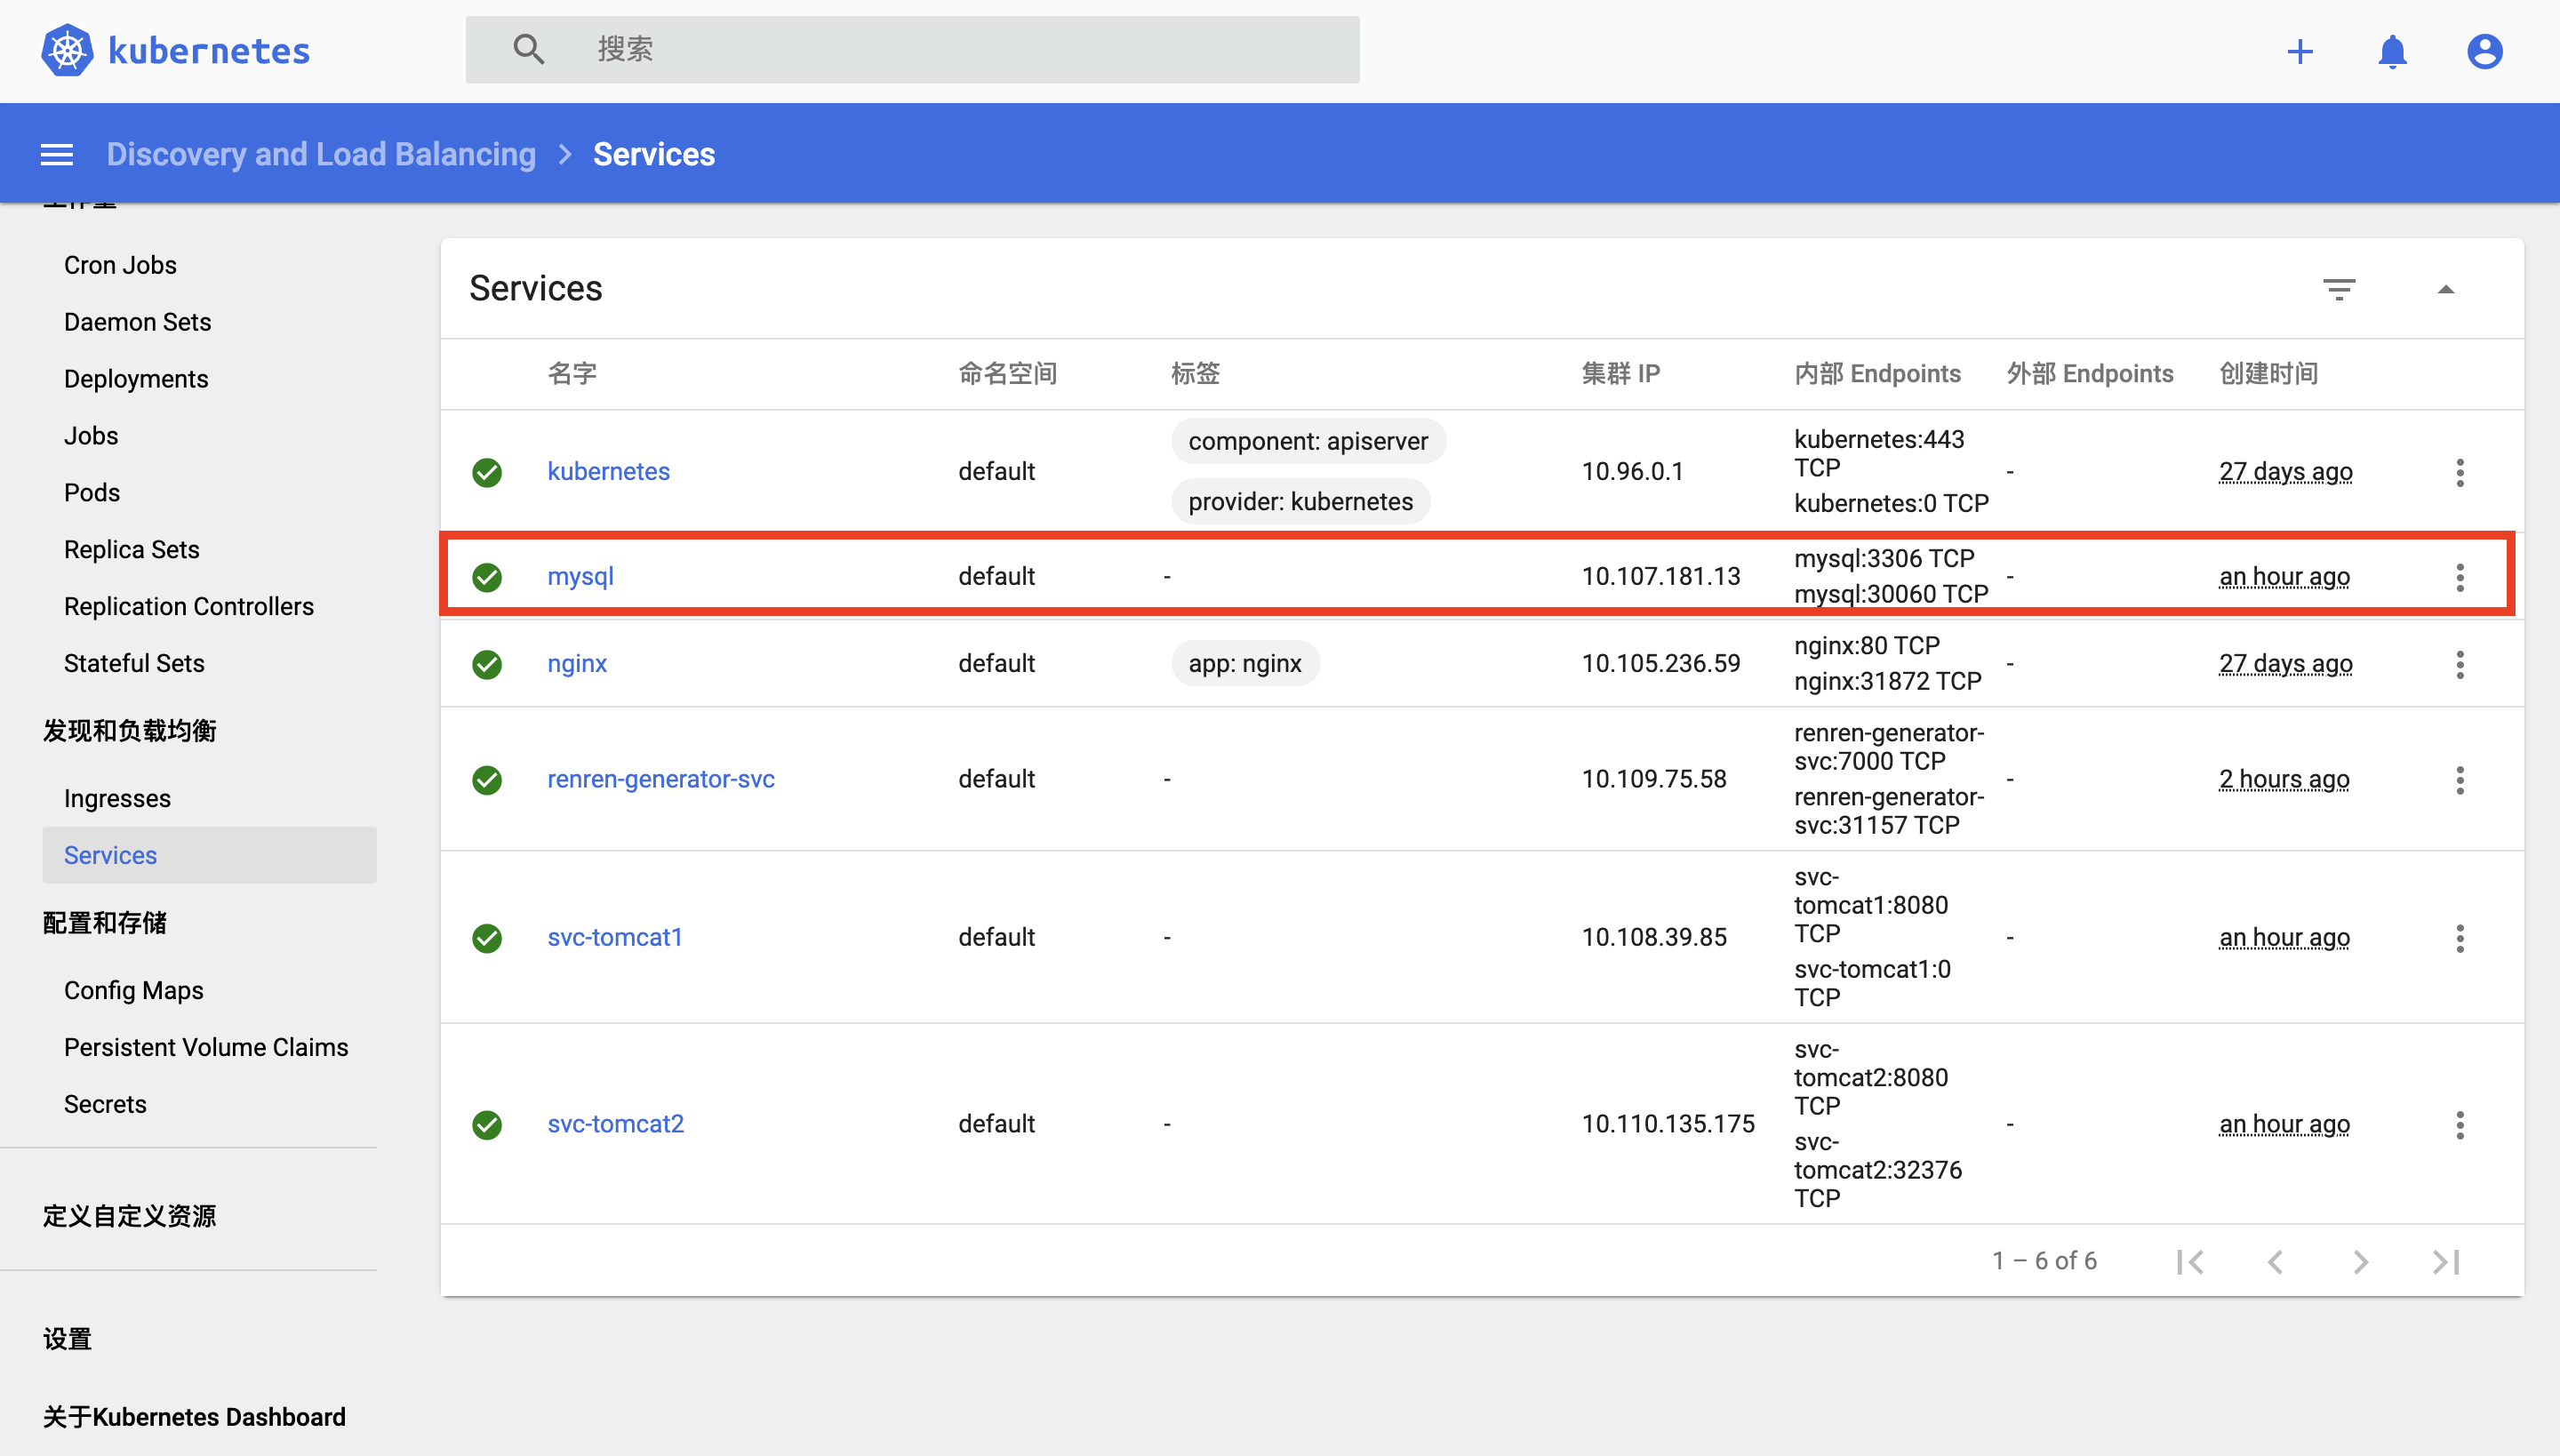 kubernetes
搜索
Discovery and Load Balancing
Services
工作量
Cron Jobs
Daemon Sets
Deployments
Jobs
Pods
Replica Sets
Replication Controllers
Stateful Sets
发现和负载均衡
Ingresses
Services
配置和存储
Config Maps
Persistent Volume Claims
Secrets
定义自定义资源
设置
关于Kubernetes Dashboard
Services
名字 命名空间 标签 集群 IP 内部 Endpoints 外部 Endpoints 创建时间
kubernetes default component: apiserver provider: kubernetes 10.96.0.1 kubernetes:443
TCP
kubernetes:0 TCP - 27 days ago
mysql default - 10.107.181.13 mysql:3306 TCP
mysql:30060 TCP - an hour ago
nginx default app: nginx 10.105.236.59 nginx:80 TCP
nginx:31872 TCP - 27 days ago
renren-generator-svc default - 10.109.75.58 renren-generator-
svc:7000 TCP
renren-generator-
svc:31157 TCP - 2 hours ago
svc-tomcat1 default - 10.108.39.85 svc-
tomcat1:8080
TCP
svc-tomcat1:0
TCP - an hour ago
svc-tomcat2 default - 10.110.135.175 svc-
tomcat2:8080
TCP
svc-
tomcat2:32376
TCP - an hour ago
1 – 6 of 6